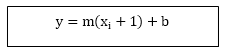 y = m(xᵢ + 1) + b